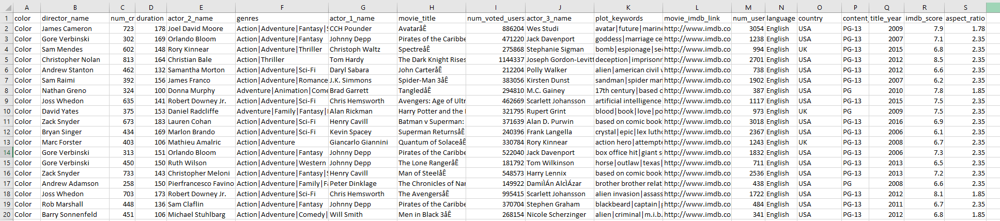 A B C D E F G H I J K L M N O P Q R S
1 color director_name num_cr duration actor_2_name genres actor_1_name movie_title num_voted_users actor_3_name plot_keywords movie_imdb_link num_user language country content_ title_year imdb_score aspect_ratio
2 Color James Cameron 723 178 Joel David Moore Action|Adventure|Fantasy|S CCH Pounder AvataråÊ 886204 Wes Studi avatar|future|marine http://www.imdb.co 3054 English USA PG-13 2009 7.9 1.78
3 Color Gore Verbinski 302 169 Orlando Bloom Action|Adventure|Fantasy Johnny Depp Pirates of the Caribbe 471220 Jack Davenport goddess|marriage ce http://www.imdb.co 1238 English USA PG-13 2007 7.1 2.35
4 Color Sam Mendes 602 148 Rory Kinnear Action|Adventure|Thriller Christoph Waltz SpectreåÊ 275868 Stephanie Sigman bomb|espionage|se http://www.imdb.co 994 English UK PG-13 2015 6.8 2.35
5 Color Christopher Nolan 813 164 Christian Bale Action|Thriller Tom Hardy The Dark Knight Rises 1144337 Joseph Gordon-Levitt deception|imprisonm http://www.imdb.co 2701 English USA PG-13 2012 8.5 2.35
6 Color Andrew Stanton 462 132 Samantha Morton Action|Adventure|Sci-Fi Daryl Sabara John CarteråÊ 212204 Polly Walker alien|american civil w http://www.imdb.co 738 English USA PG-13 2012 6.6 2.35
7 Color Sam Raimi 392 156 James Franco Action|Adventure|Romance J.K. Simmons Spider-Man 3åÊ 383056 Kirsten Dunst sandman|spider man http://www.imdb.co 1902 English USA PG-13 2007 6.2 2.35
8 Color Nathan Greno 324 100 Donna Murphy Adventure|Animation|Come Brad Garrett TangledåÊ 294810 M.C. Gainey 17th century|based o http://www.imdb.co 387 English USA PG 2010 7.8 1.85
9 Color Joss Whedon 635 141 Robert Downey Jr. Action|Adventure|Sci-Fi Chris Hemsworth Avengers: Age of Ultr 462669 Scarlett Johansson artificial intelligence http://www.imdb.co 1117 English USA PG-13 2015 7.5 2.35
10 Color David Yates 375 153 Daniel Radcliffe Adventure|Family|Fantasy| Alan Rickman Harry Potter and the 321795 Rupert Grint blood|book|love|po http://www.imdb.co 973 English UK PG 2009 7.5 2.35
11 Color Zack Snyder 673 183 Lauren Cohan Action|Adventure|Sci-Fi Henry Cavill Batman v Superman: 371639 Alan D. Purwin based on comic book http://www.imdb.co 3018 English USA PG-13 2016 6.9 2.35
12 Color Bryan Singer 434 169 Marlon Brando Action|Adventure|Sci-Fi Kevin Spacey Superman ReturnsåÊ 240396 Frank Langella crystal|epic|lex luth http://www.imdb.co 2367 English USA PG-13 2006 6.1 2.35
13 Color Marc Forster 403 106 Mathieu Amalric Action|Adventure Giancarlo Giannini Quantum of SolaceåÊ 330784 Rory Kinnear action hero|attempte http://www.imdb.co 1243 English UK PG-13 2008 6.7 2.35
14 Color Gore Verbinski 313 151 Orlando Bloom Action|Adventure|Fantasy Johnny Depp Pirates of the Caribbe 522040 Jack Davenport box office hit|giant s http://www.imdb.co 1832 English USA PG-13 2006 7.3 2.35
15 Color Gore Verbinski 450 150 Ruth Wilson Action|Adventure|Western Johnny Depp The Lone RangeråÊ 181792 Tom Wilkinson horse|outlaw|texas| http://www.imdb.co 711 English USA PG-13 2013 6.5 2.35
16 Color Zack Snyder 733 143 Christopher Meloni Action|Adventure|Fantasy|S Henry Cavill Man of SteelåÊ 548573 Harry Lennix based on comic book http://www.imdb.co 2536 English USA PG-13 2013 7.2 2.35
17 Color Andrew Adamson 258 150 Pierfrancesco Favino Action|Adventure|Family|Fa Peter Dinklage The Chronicles of Nar 149922 DamiÌÁn AlcÌÁzar brother brother relat http://www.imdb.co 438 English USA PG 2008 6.6 2.35
18 Color Joss Whedon 703 173 Robert Downey Jr. Action|Adventure|Sci-Fi Chris Hemsworth The AvengersåÊ 995415 Scarlett Johansson alien invasion|assass http://www.imdb.co 1722 English USA PG-13 2012 8.1 1.85
19 Color Rob Marshall 448 136 Sam Claflin Action|Adventure|Fantasy Johnny Depp Pirates of the Caribbe 370704 Stephen Graham blackbeard|captain| http://www.imdb.co 484 English USA PG-13 2011 6.7 2.35
20 Color Barry Sonnenfeld 451 106 Michael Stuhlbarg Action|Adventure|Comedy| Will Smith Men in Black 3åÊ 268154 Nicole Scherzinger alien|criminal|m.i.b. http://www.imdb.co 341 English USA PG-13 2012 6.8 1.85